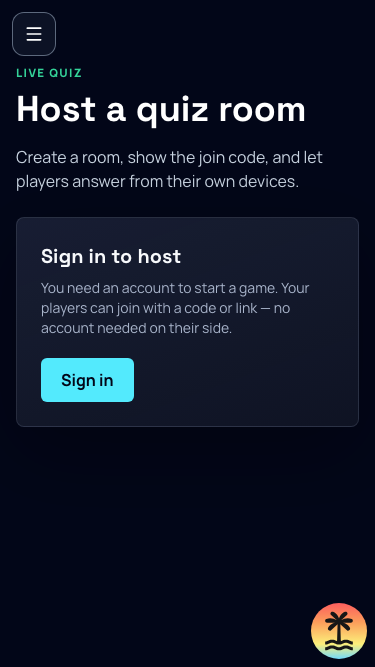 LIVE QUIZ
Host a quiz room
Create a room, show the join code, and let
players answer from their own devices.
Sign in to host
You need an account to start a game. Your
players can join with a code or link — no
account needed on their side.
Sign in